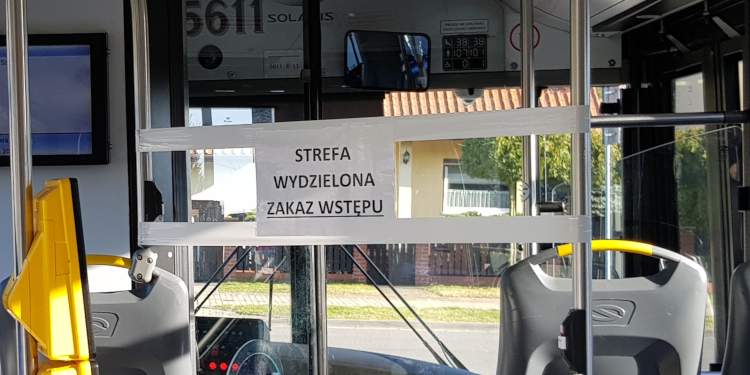 5611
SOLARIS
STREFA
WYDZIELONA
ZAKAZ WSTĘPU